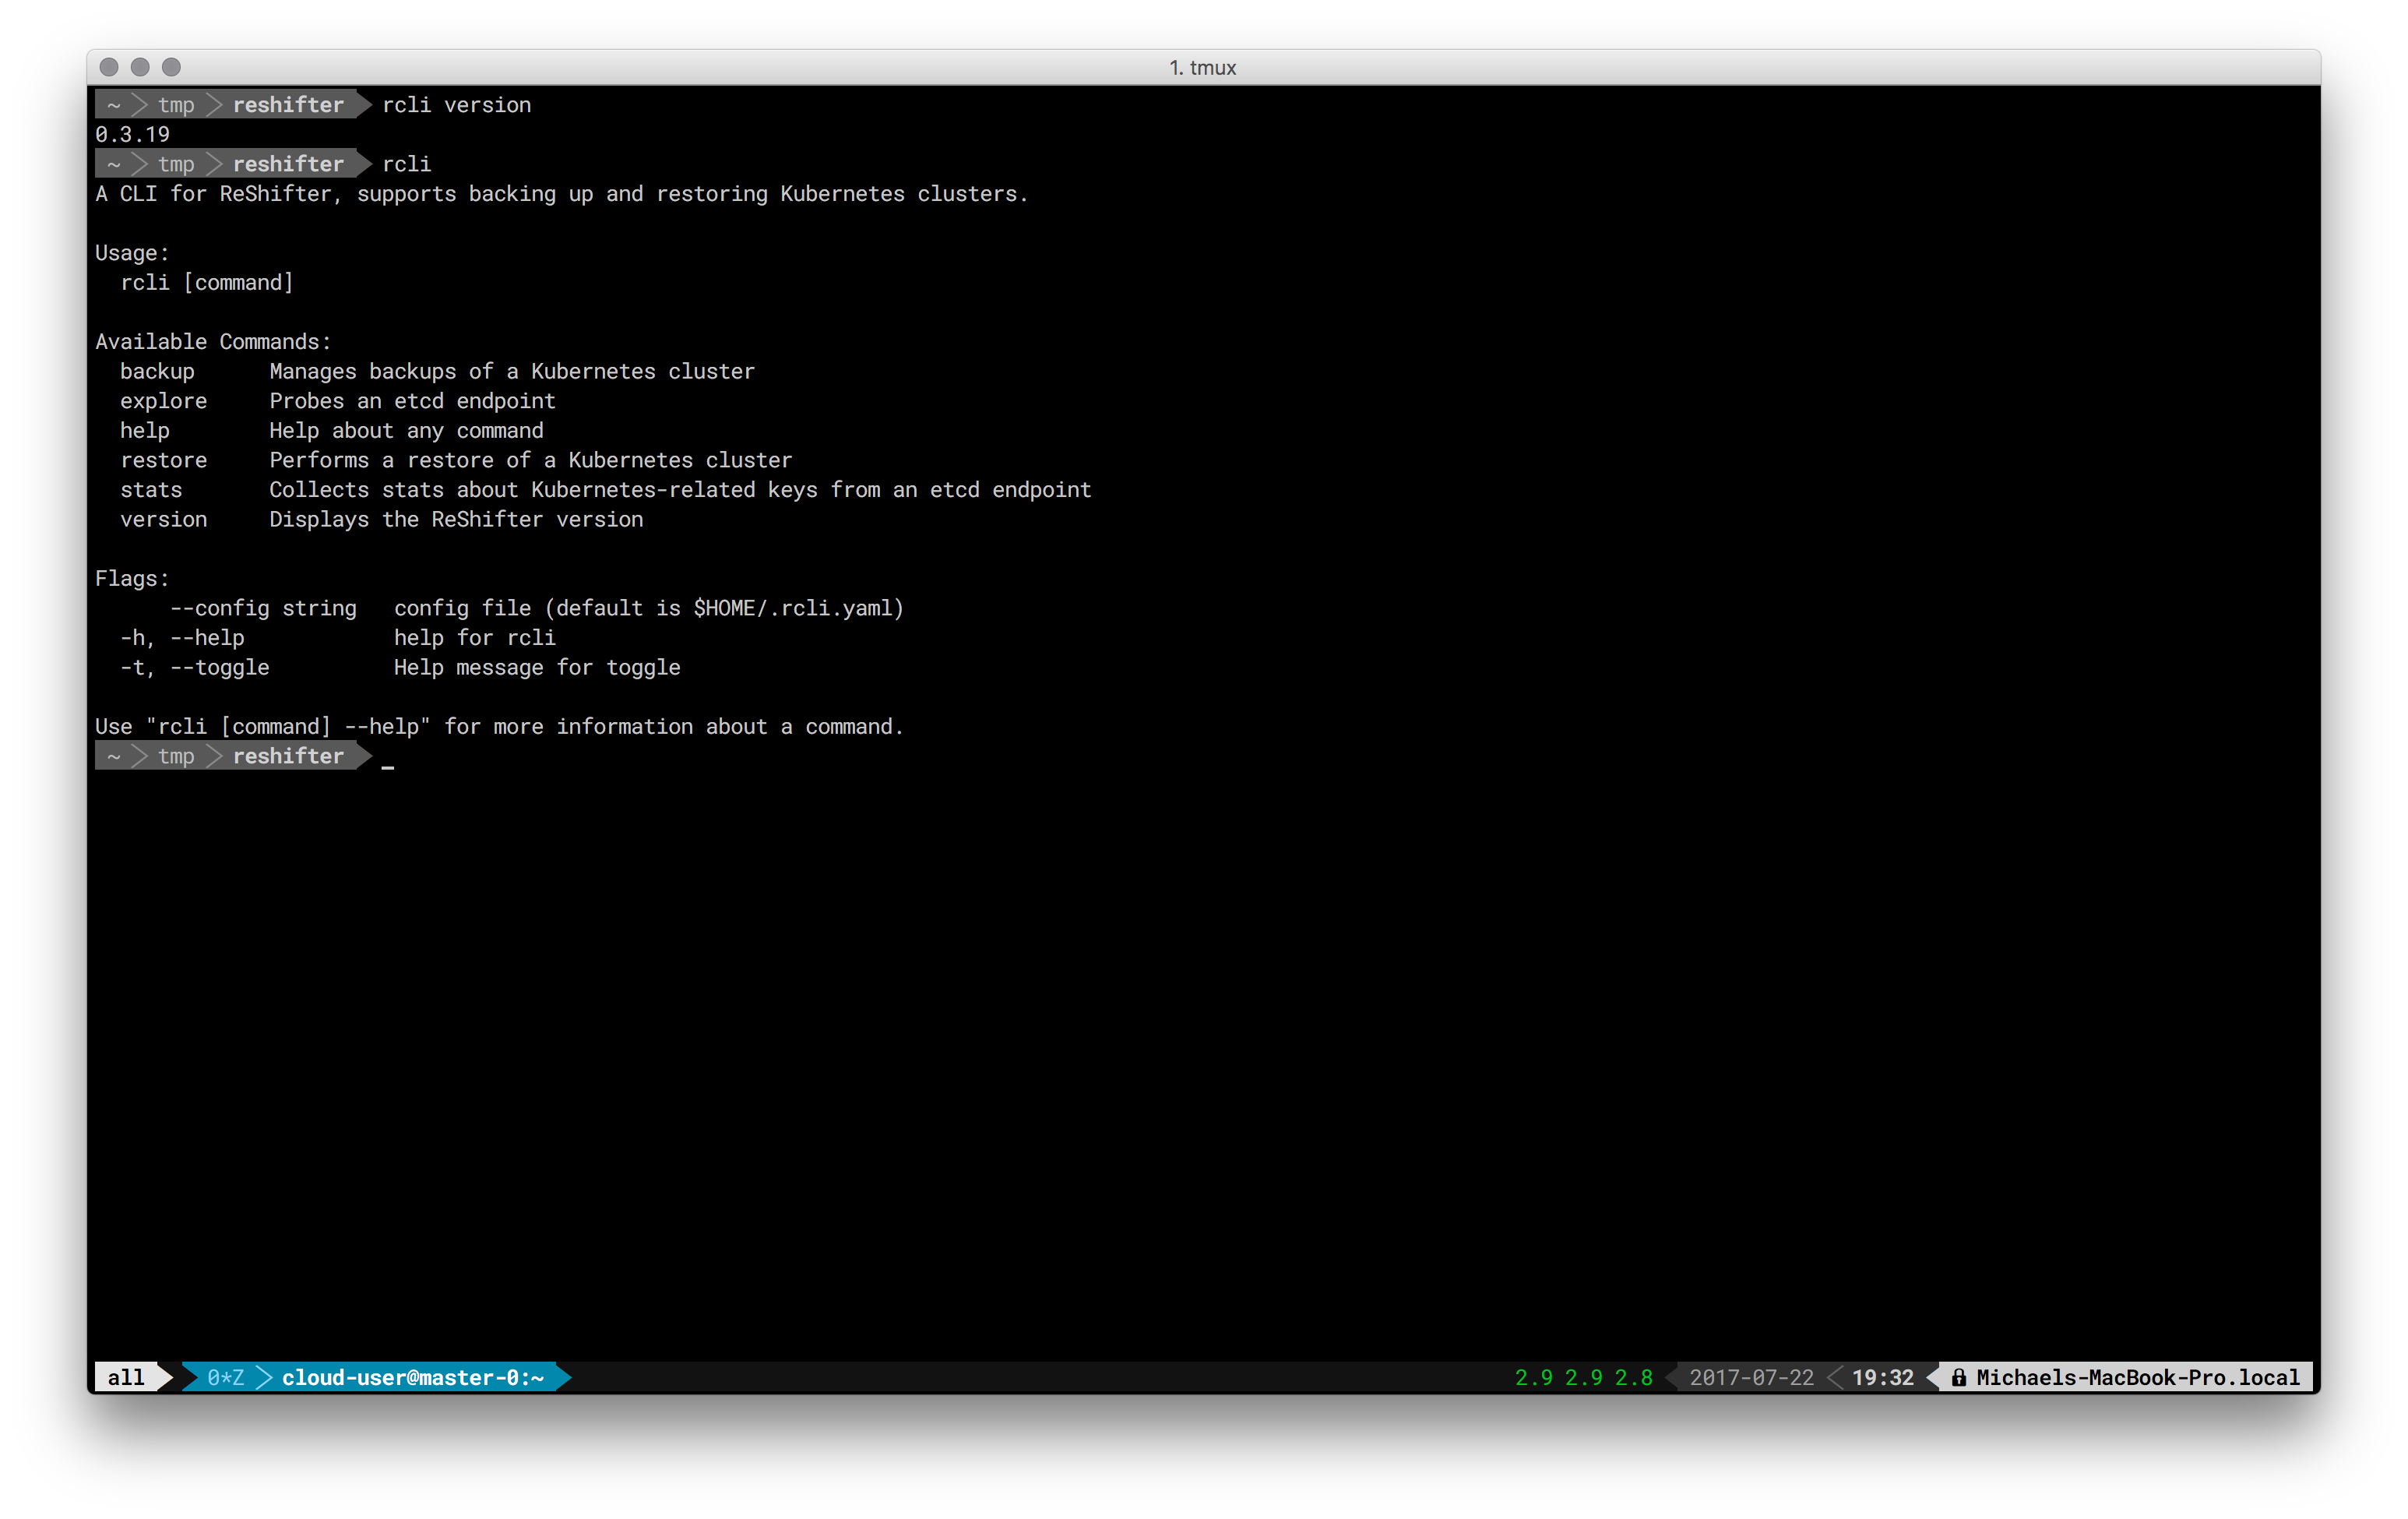 1. tmux
~ tmp reshifter rcli version
0.3.19
~ tmp reshifter rcli
A CLI for ReShifter, supports backing up and restoring Kubernetes clusters.
Usage:
  rcli [command]
Available Commands:
  backup      Manages backups of a Kubernetes cluster
  explore     Probes an etcd endpoint
  help        Help about any command
  restore     Performs a restore of a Kubernetes cluster
  stats       Collects stats about Kubernetes-related keys from an etcd endpoint
  version     Displays the ReShifter version
Flags:
      --config string   config file (default is $HOME/.rcli.yaml)
  -h, --help            help for rcli
  -t, --toggle          Help message for toggle
Use "rcli [command] --help" for more information about a command.
~ tmp reshifter _
all 0*Z cloud-user@master-0:~ 2.9 2.9 2.8 2017-07-22 19:32 Michaels-MacBook-Pro.local